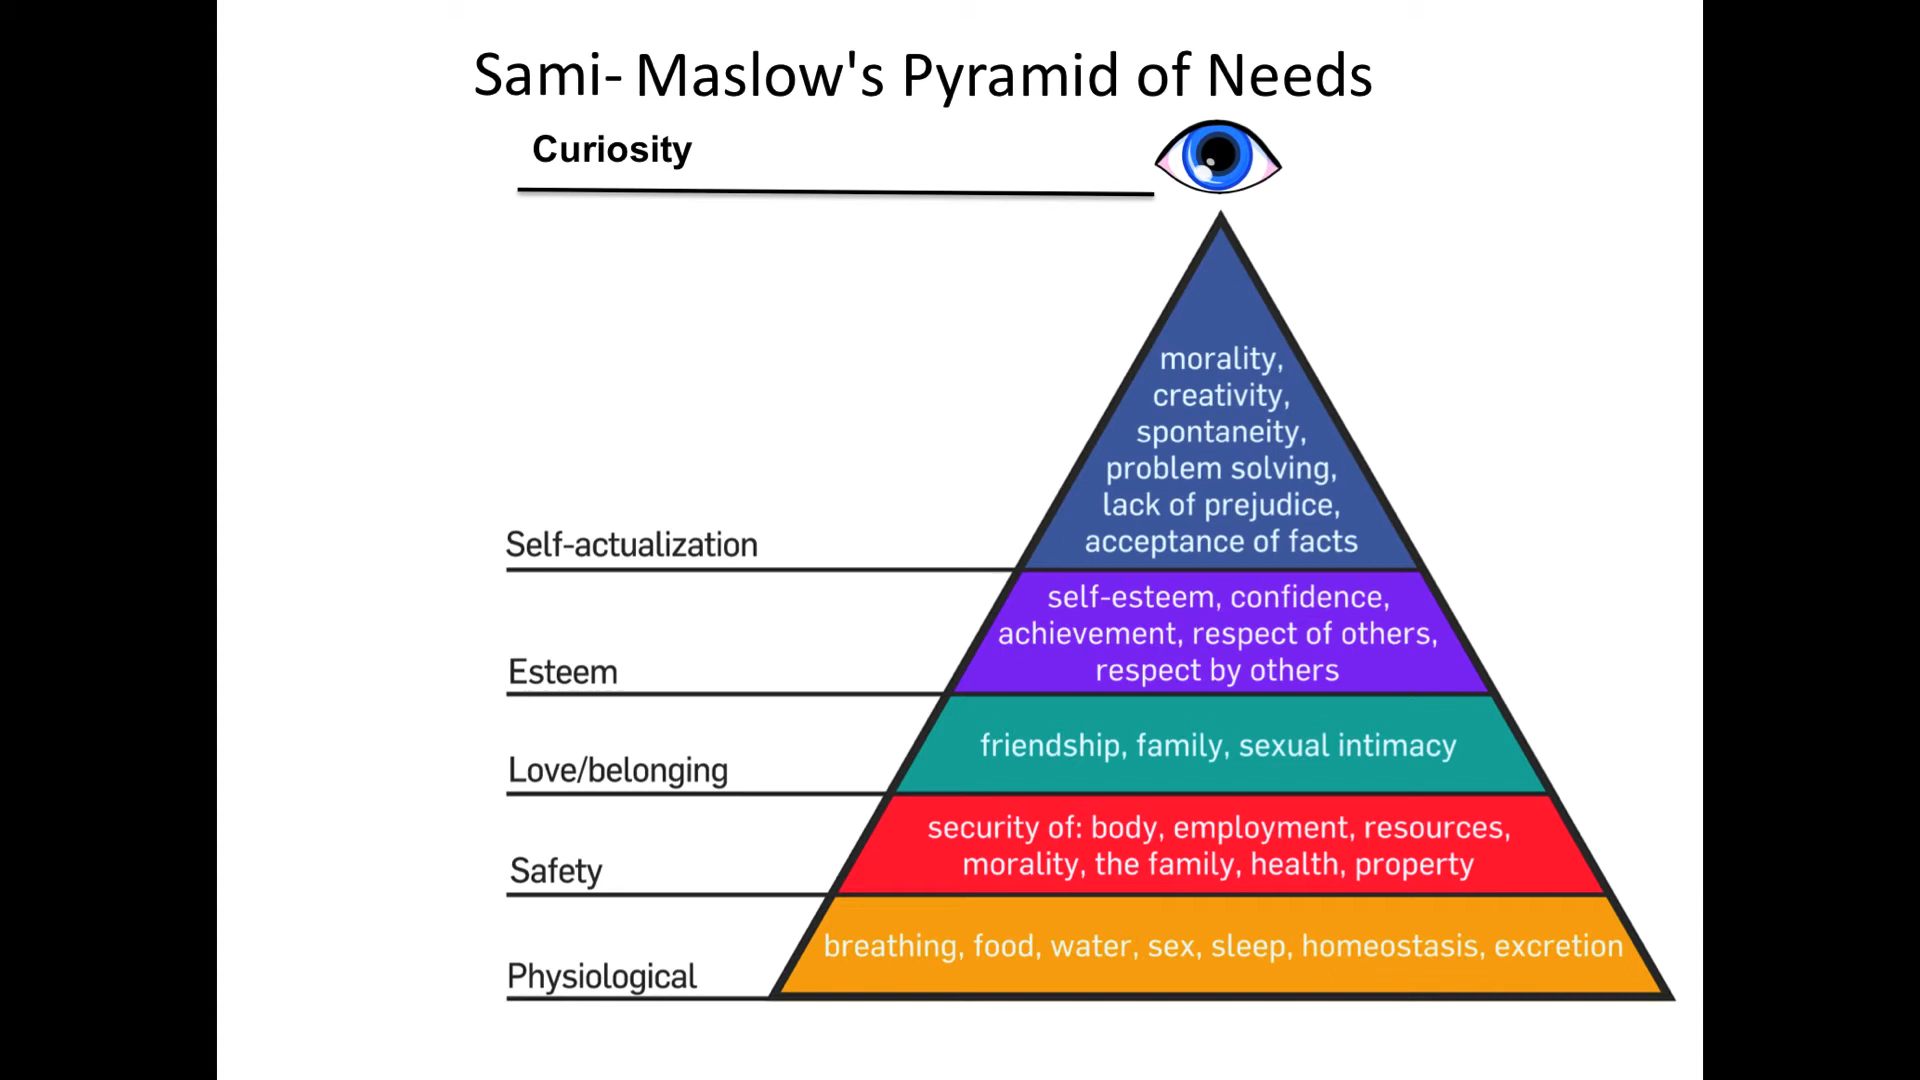 Sami- Maslow's Pyramid of Needs
Curiosity
morality,
creativity,
spontaneity,
problem solving,
lack of prejudice,
acceptance of facts
Self-actualization
self-esteem, confidence,
achievement, respect of others,
respect by others
Esteem
friendship, family, sexual intimacy
Love/belonging
security of: body, employment, resources,
morality, the family, health, property
Safety
breathing, food, water, sex, sleep, homeostasis, excretion
Physiological